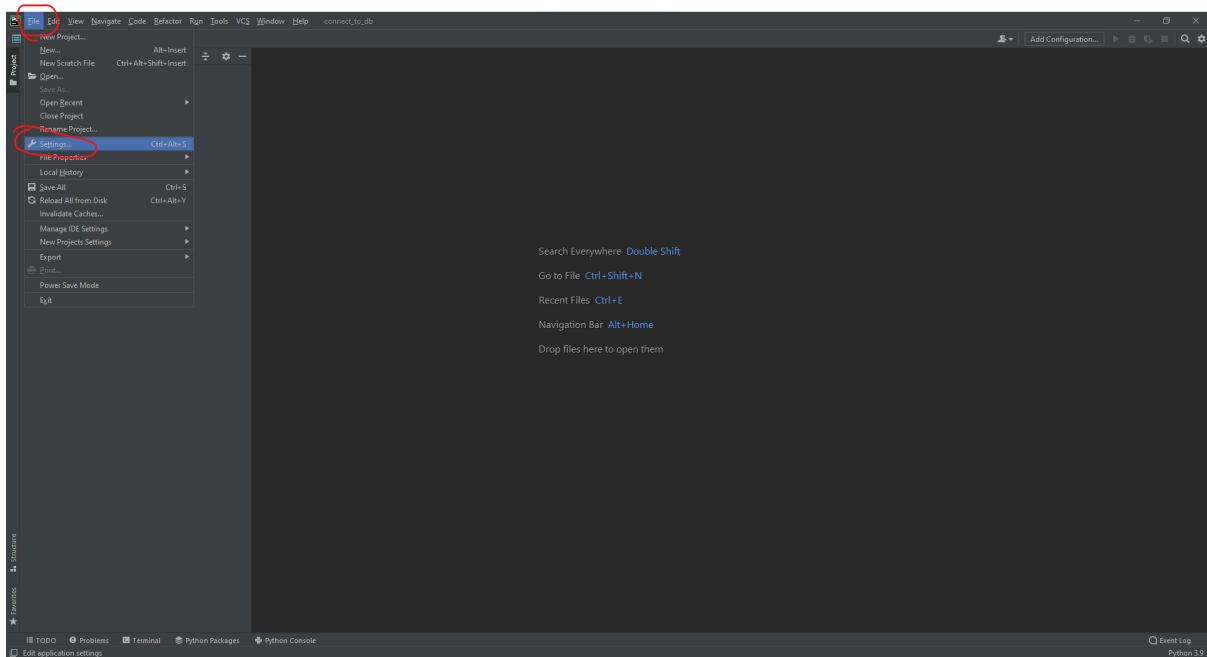 PC File Edit View Navigate Code Refactor Run Tools VCS Window Help connect_to_db
Add Configuration...
Project
New Project...
New... Alt+Insert
New Scratch File Ctrl+Alt+Shift+Insert
Open...
Save As...
Open Recent
Close Project
Rename Project...
Settings... Ctrl+Alt+S
File Properties
Local History
Save All Ctrl+S
Reload All from Disk Ctrl+Alt+Y
Invalidate Caches...
Manage IDE Settings
New Projects Settings
Export
Print...
Power Save Mode
Exit
Search Everywhere Double Shift
Go to File Ctrl+Shift+N
Recent Files Ctrl+E
Navigation Bar Alt+Home
Drop files here to open them
Structure
Favorites
TODO Problems Terminal Python Packages Python Console Event Log
Edit application settings Python 3.9